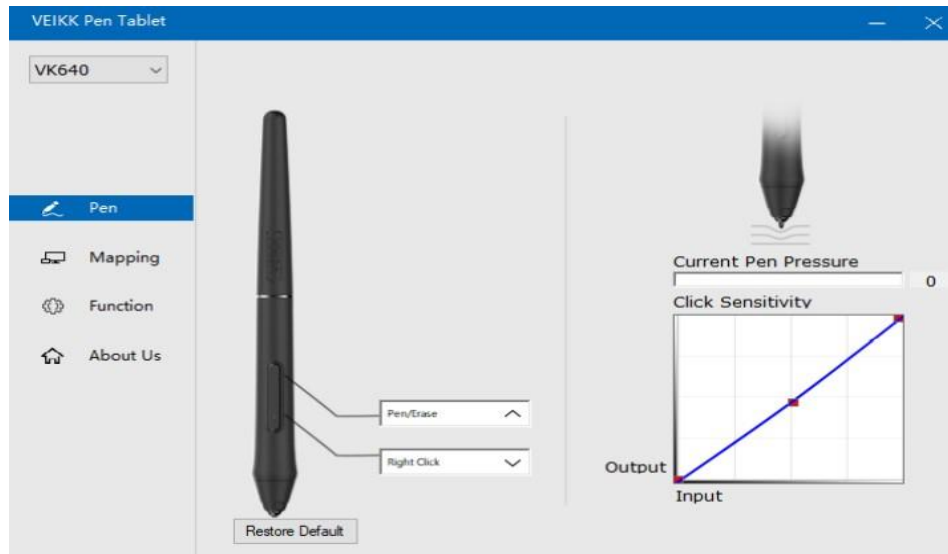 VEIKK Pen Tablet
VK640
Pen
Mapping
Function
About Us
Pen/Erase
Right Click
Restore Default
Current Pen Pressure
0
Click Sensitivity
Output
Input